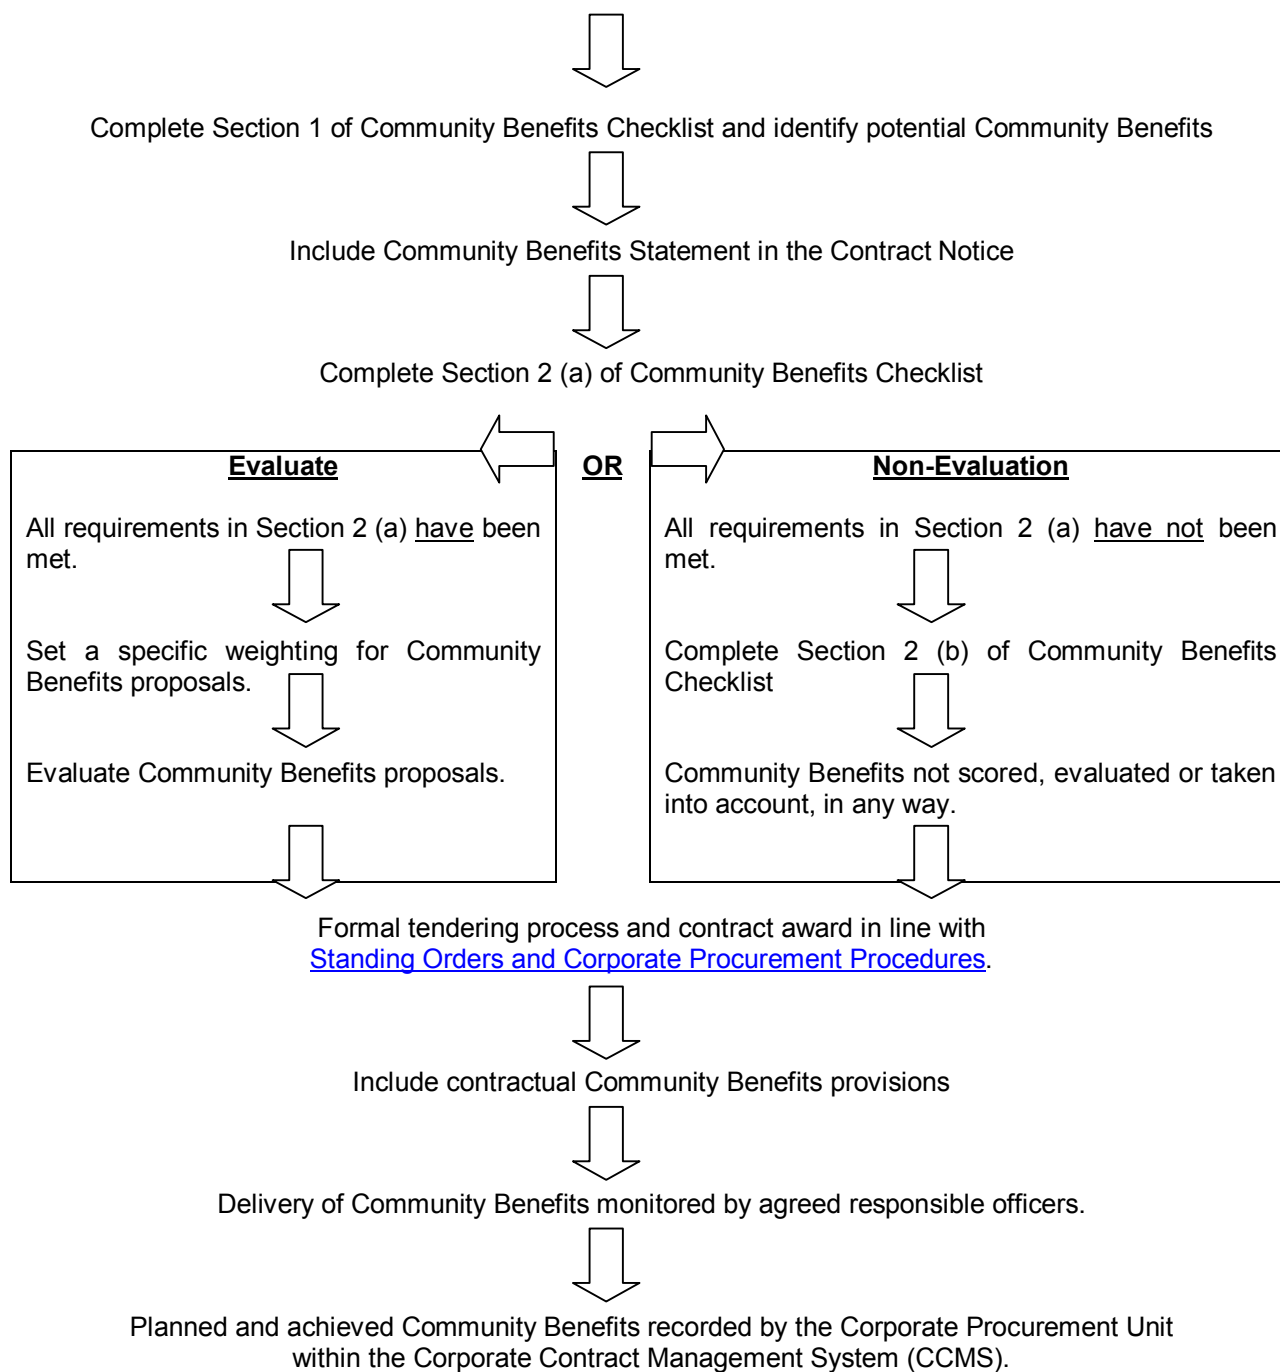 Complete Section 1 of Community Benefits Checklist and identify potential Community Benefits
Include Community Benefits Statement in the Contract Notice
Complete Section 2 (a) of Community Benefits Checklist
OR
Evaluate
All requirements in Section 2 (a) have been
met.
Set a specific weighting for Community
Benefits proposals.
Evaluate Community Benefits proposals.
Non-Evaluation
All requirements in Section 2 (a) have not been
met.
Complete Section 2 (b) of Community Benefits
Checklist
Community Benefits not scored, evaluated or taken
into account, in any way.
Formal tendering process and contract award in line with
Standing Orders and Corporate Procurement Procedures.
Include contractual Community Benefits provisions
Delivery of Community Benefits monitored by agreed responsible officers.
Planned and achieved Community Benefits recorded by the Corporate Procurement Unit
within the Corporate Contract Management System (CCMS).